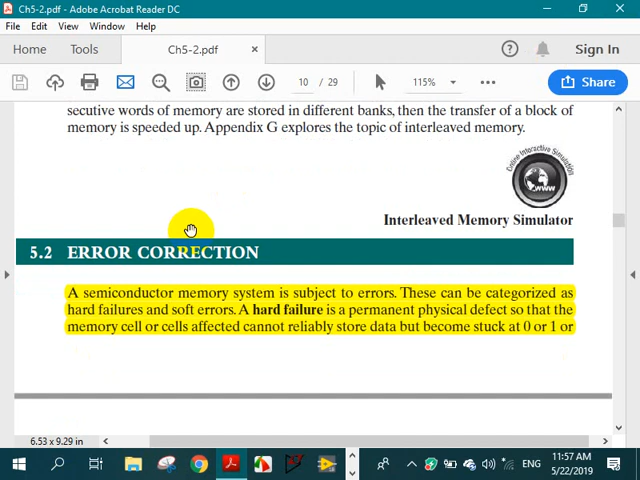 Ch5-2.pdf - Adobe Acrobat Reader DC
File Edit View Window Help
Home Tools Ch5-2.pdf × ? Sign In
10 / 29 115% Share
secutive words of memory are stored in different banks, then the transfer of a block of
memory is speeded up. Appendix G explores the topic of interleaved memory.
Online Interactive Simulation
WWW
Interleaved Memory Simulator
5.2 ERROR CORRECTION
A semiconductor memory system is subject to errors. These can be categorized as
hard failures and soft errors. A hard failure is a permanent physical defect so that the
memory cell or cells affected cannot reliably store data but become stuck at 0 or 1 or
6.53 x 9.29 in
ENG
11:57 AM
5/22/2019